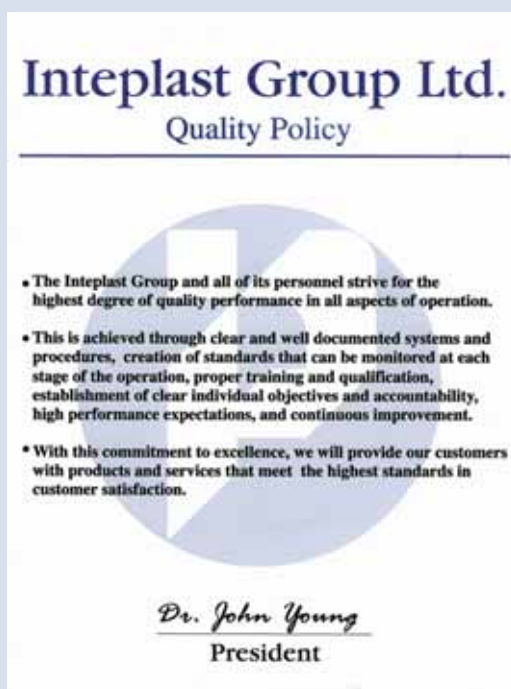 Inteplast Group Ltd.
Quality Policy
• The Inteplast Group and all of its personnel strive for the
highest degree of quality performance in all aspects of operation.
• This is achieved through clear and well documented systems and
procedures, creation of standards that can be monitored at each
stage of the operation, proper training and qualification,
establishment of clear individual objectives and accountability,
high performance expectations, and continuous improvement.
• With this commitment to excellence, we will provide our customers
with products and services that meet the highest standards in
customer satisfaction.
Dr. John Young
President